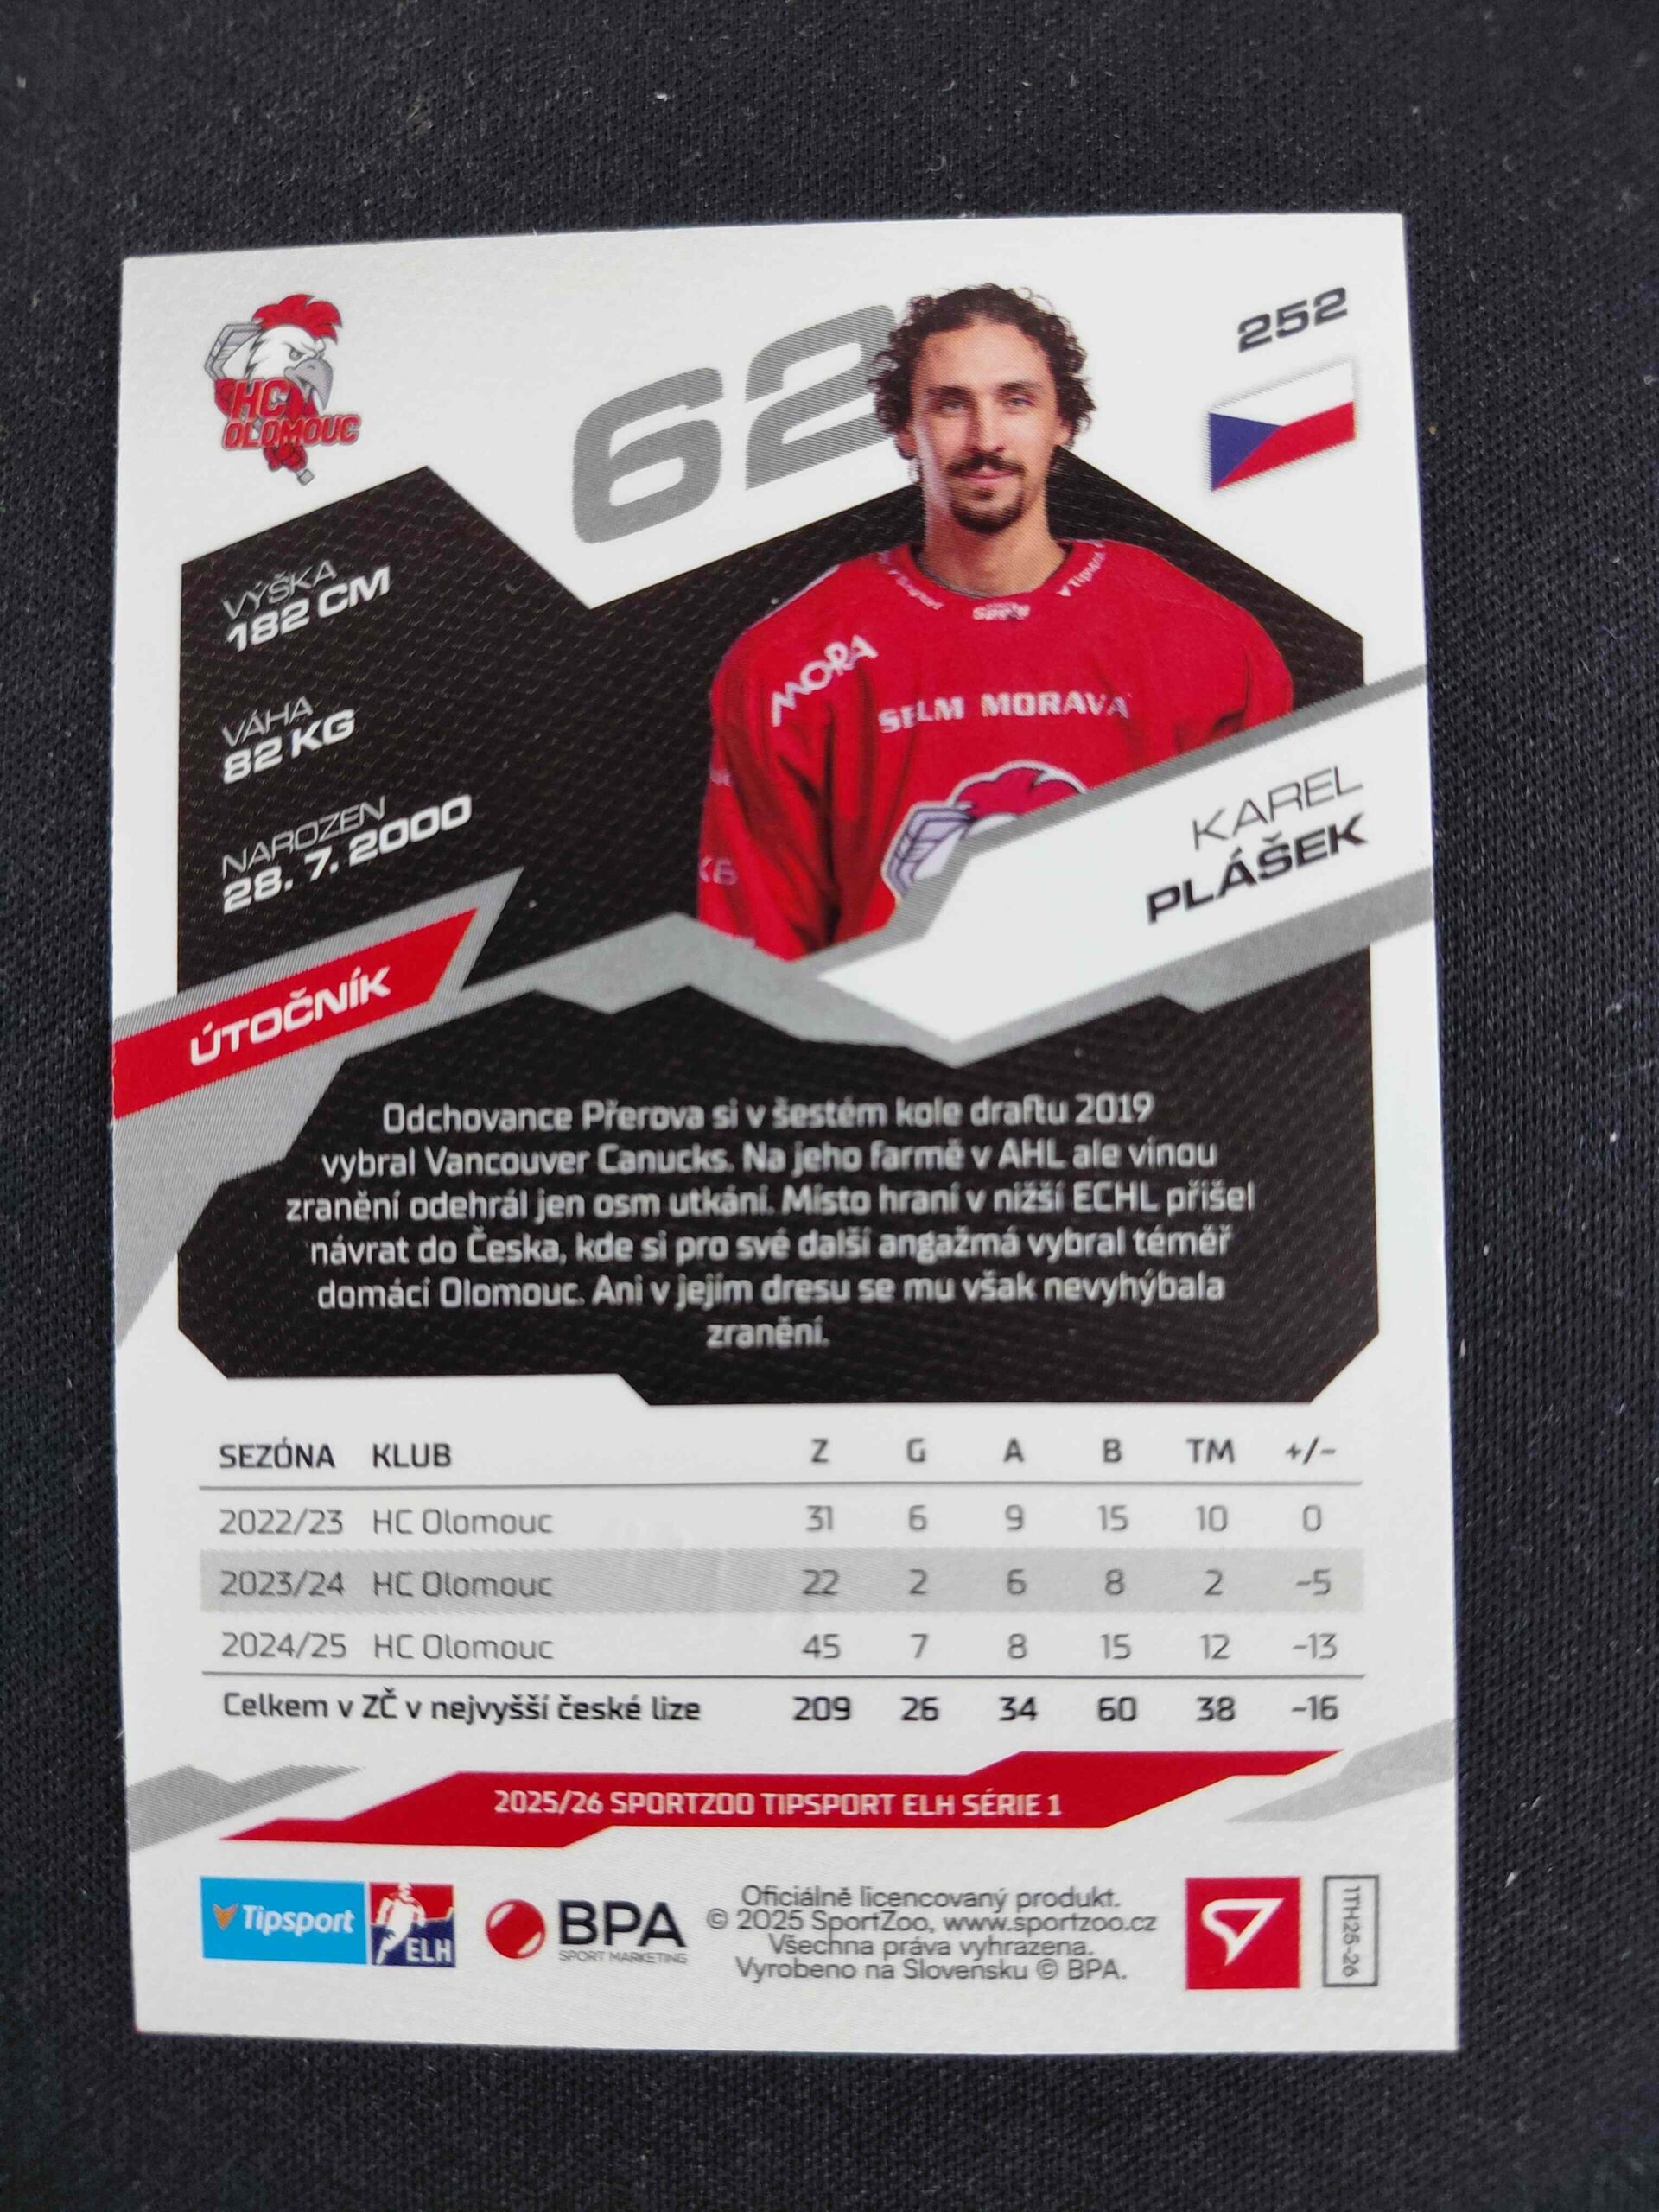 HC
OLOMOUC
62
252
VÝŠKA
182 CM
VÁHA
82 KG
NAROZEN
28. 7. 2000
MORA
SELM MORAVA
KAREL
PLÁŠEK
ÚTOČNÍK
Odchovance Přerova si v šestém kole draftu 2019
vybral Vancouver Canucks. Na jeho farmě v AHL ale vinou
zranění odehrál jen osm utkání. Místo hraní v nižší ECHL přišel
návrat do Česka, kde si pro své další angažmá vybral téměř
domácí Olomouc. Ani v jejím dresu se mu však nevyhýbala
zranění.
SEZÓNA KLUB Z G A B TM +/-
2022/23 HC Olomouc 31 6 9 15 10 0
2023/24 HC Olomouc 22 2 6 8 2 -5
2024/25 HC Olomouc 45 7 8 15 12 -13
Celkem v ZČ v nejvyšší české lize 209 26 34 60 38 -16
2025/26 SPORTZOO TIPSPORT ELH SÉRIE 1
Tipsport
ELH
BPA
SPORT MARKETING
Oficiálně licencovaný produkt.
© 2025 SportZoo, www.sportzoo.cz
Všechna práva vyhrazena.
Vyrobeno na Slovensku © BPA.
1TH25-26